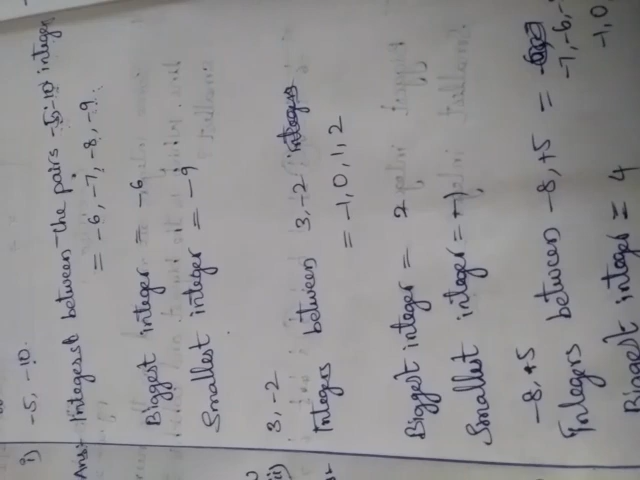 i) -5, -10.
Ans: Integers between the pairs -5, -10 integer
= -6, -7, -8, -9.
Biggest integer = -6
Smallest integer = -9
ii) 3, -2
Integers between 3, -2 integers
= -1, 0, 1, 2
Biggest integer = 2
Smallest integer = -1,
-8, +5
Integers between -8, +5 =
-7, -6, -
-1, 0,
Biggest integer = 4